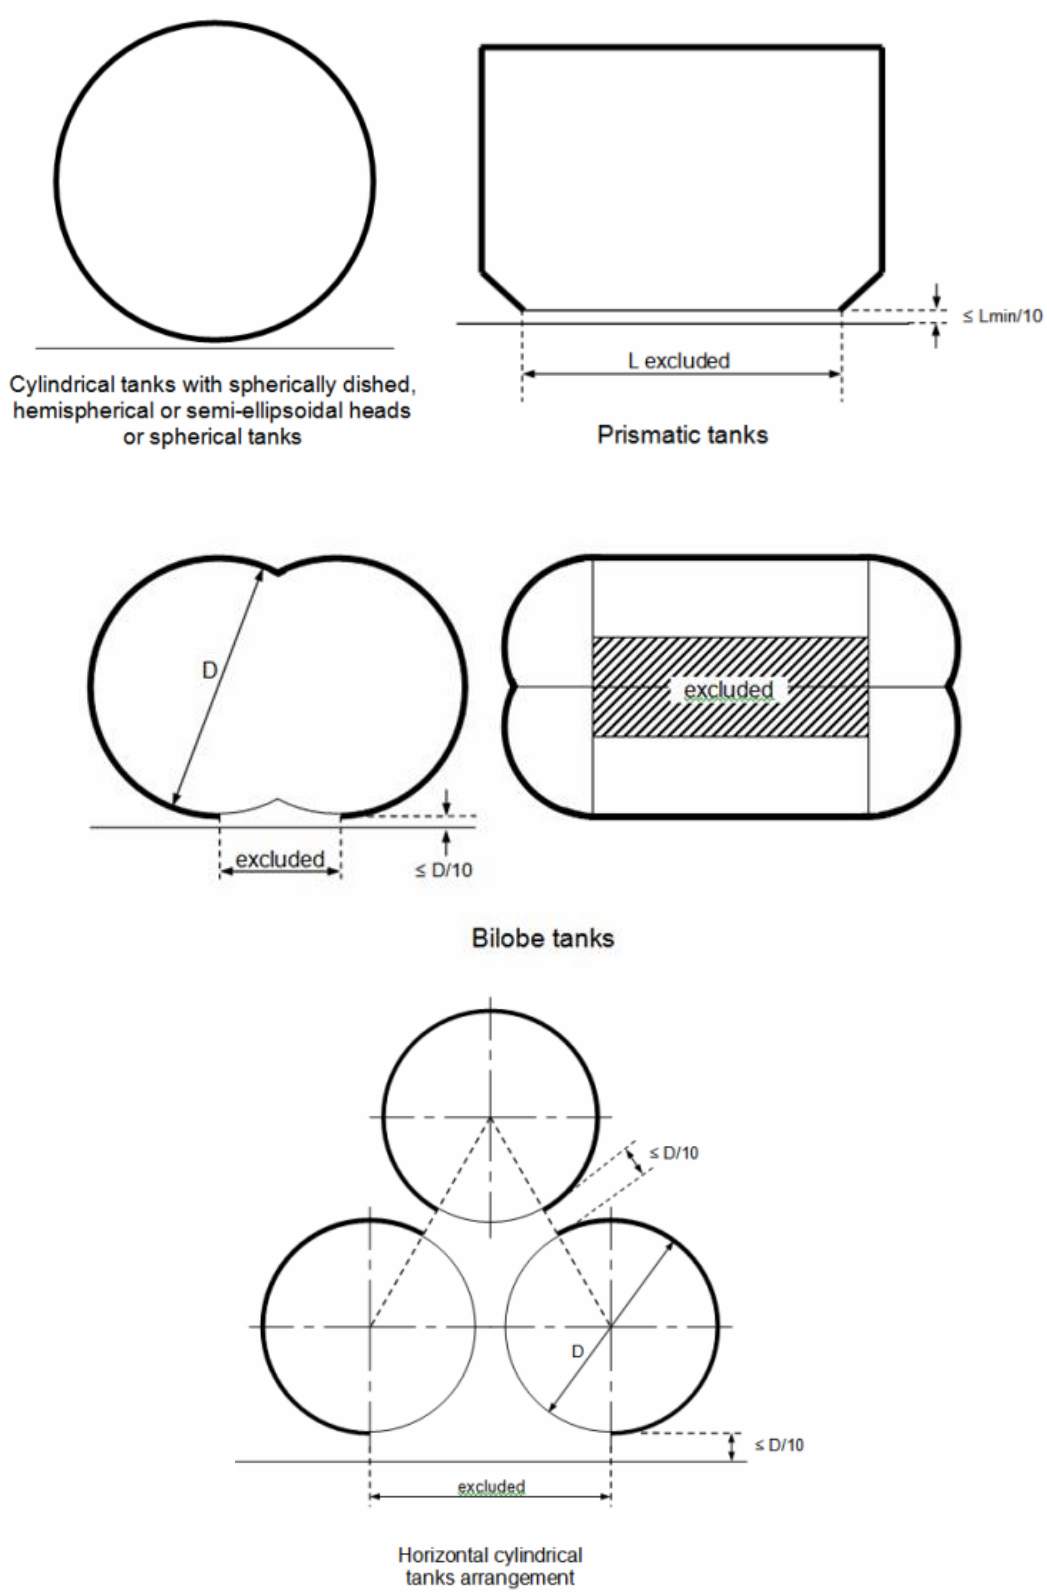 ≤ Lmin/10
L excluded
Cylindrical tanks with spherically dished,
hemispherical or semi-ellipsoidal heads
or spherical tanks
Prismatic tanks
D
excluded
≤ D/10
excluded
Bilobe tanks
≤ D/10
D
≤ D/10
excluded
Horizontal cylindrical
tanks arrangement